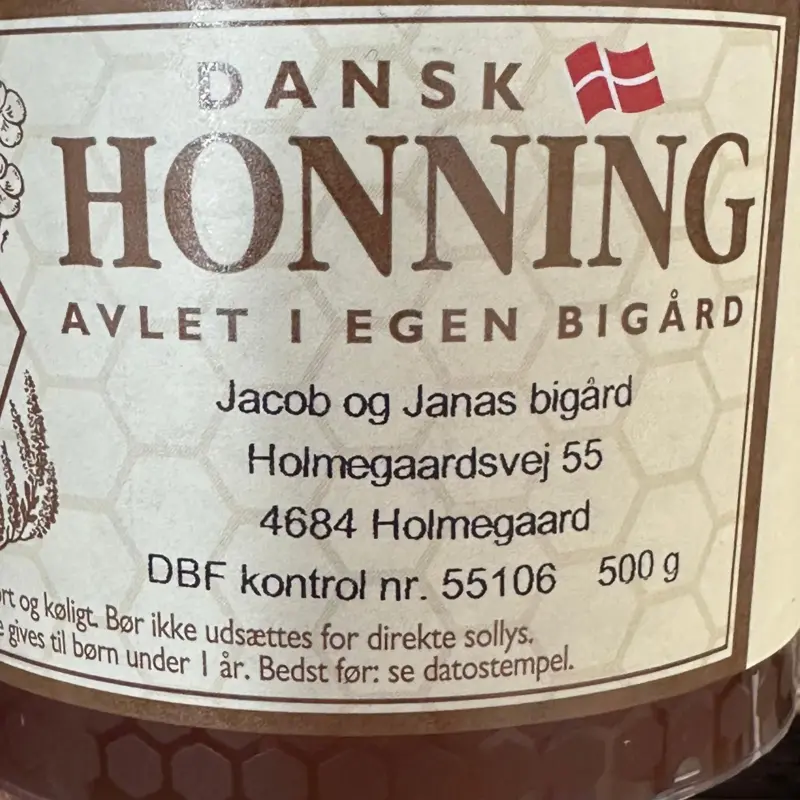 DANSK
HONNING
AVLET I EGEN BIGÅRD
Jacob og Janas bigård
Holmegaardsvej 55
4684 Holmegaard
DBF kontrol nr. 55106 500 g
og køligt. Bør ikke udsættes for direkte sollys.
gives til børn under 1 år. Bedst før: se datostempel.